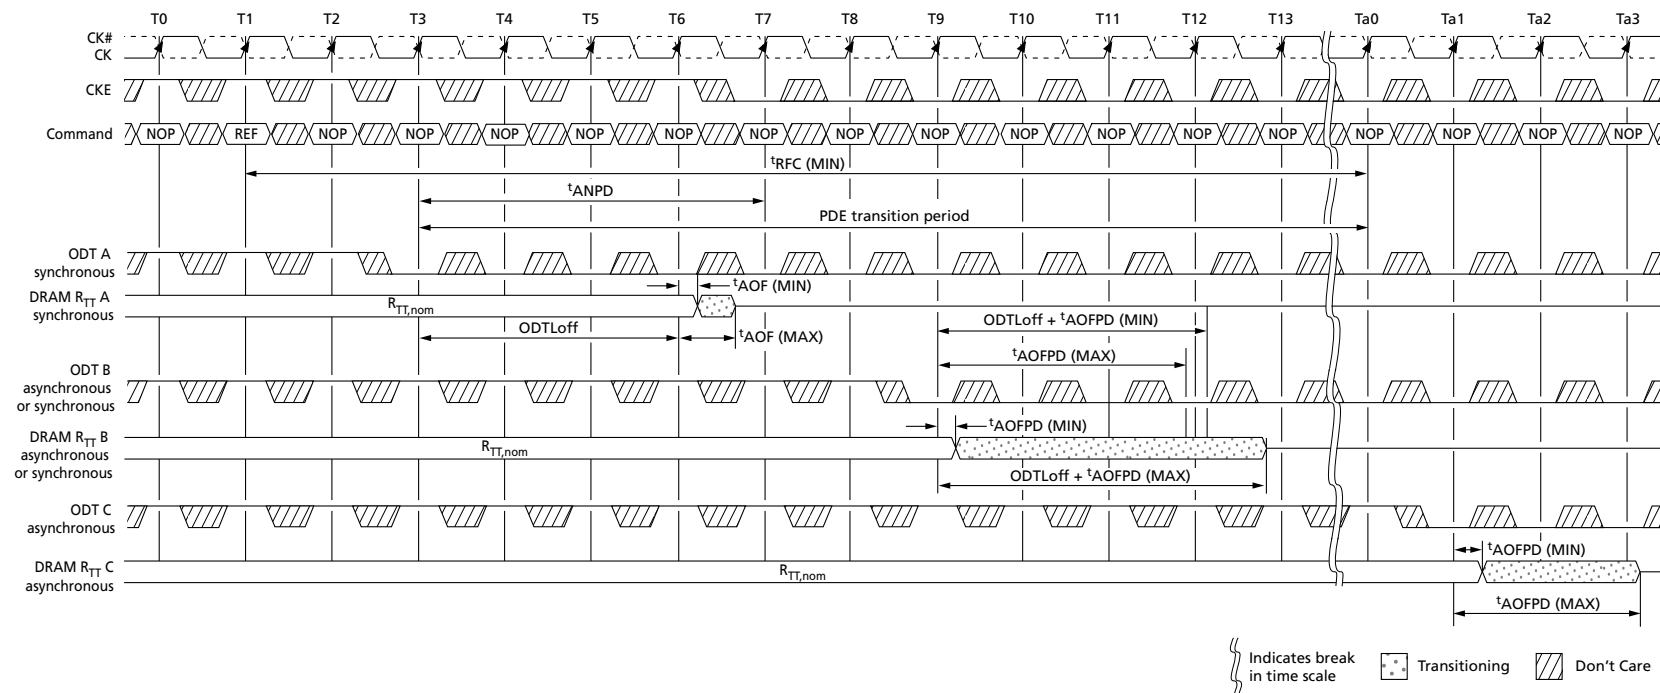 T0 T1 T2 T3 T4 T5 T6 T7 T8 T9 T10 T11 T12 T13 Ta0 Ta1 Ta2 Ta3
CK#
CK
CKE
Command NOP REF NOP NOP NOP NOP NOP NOP NOP NOP NOP NOP NOP NOP NOP NOP NOP NOP
tRFC (MIN)
tANPD
PDE transition period
ODT A
synchronous
tAOF (MIN)
DRAM RTT A
synchronous
RTT,nom
ODTLoff + tAOFPD (MIN)
ODTLoff
tAOF (MAX)
tAOFPD (MAX)
ODT B
asynchronous
or synchronous
tAOFPD (MIN)
DRAM RTT B
asynchronous
or synchronous
RTT,nom
ODTLoff + tAOFPD (MAX)
ODT C
asynchronous
tAOFPD (MIN)
DRAM RTT C
asynchronous
RTT,nom
tAOFPD (MAX)
Indicates break
in time scale
Transitioning
Don't Care